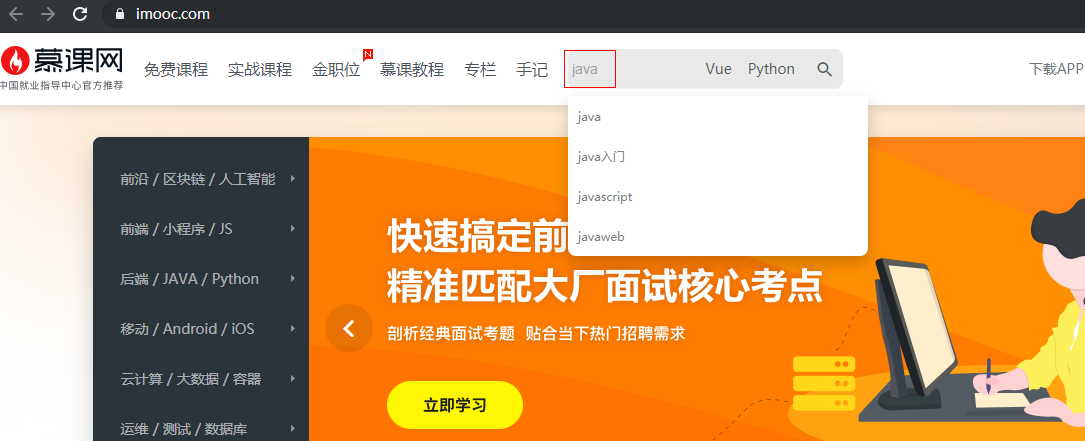 imooc.com
慕课网
中国就业指导中心官方推荐
免费课程 实战课程 金职位 N 慕课教程 专栏 手记 java Vue Python 下载APP
java
java入门
javascript
javaweb
前沿 / 区块链 / 人工智能
前端 / 小程序 / JS
后端 / JAVA / Python
移动 / Android / iOS
云计算 / 大数据 / 容器
运维 / 测试 / 数据库
快速搞定前
精准匹配大厂面试核心考点
剖析经典面试考题 贴合当下热门招聘需求
立即学习